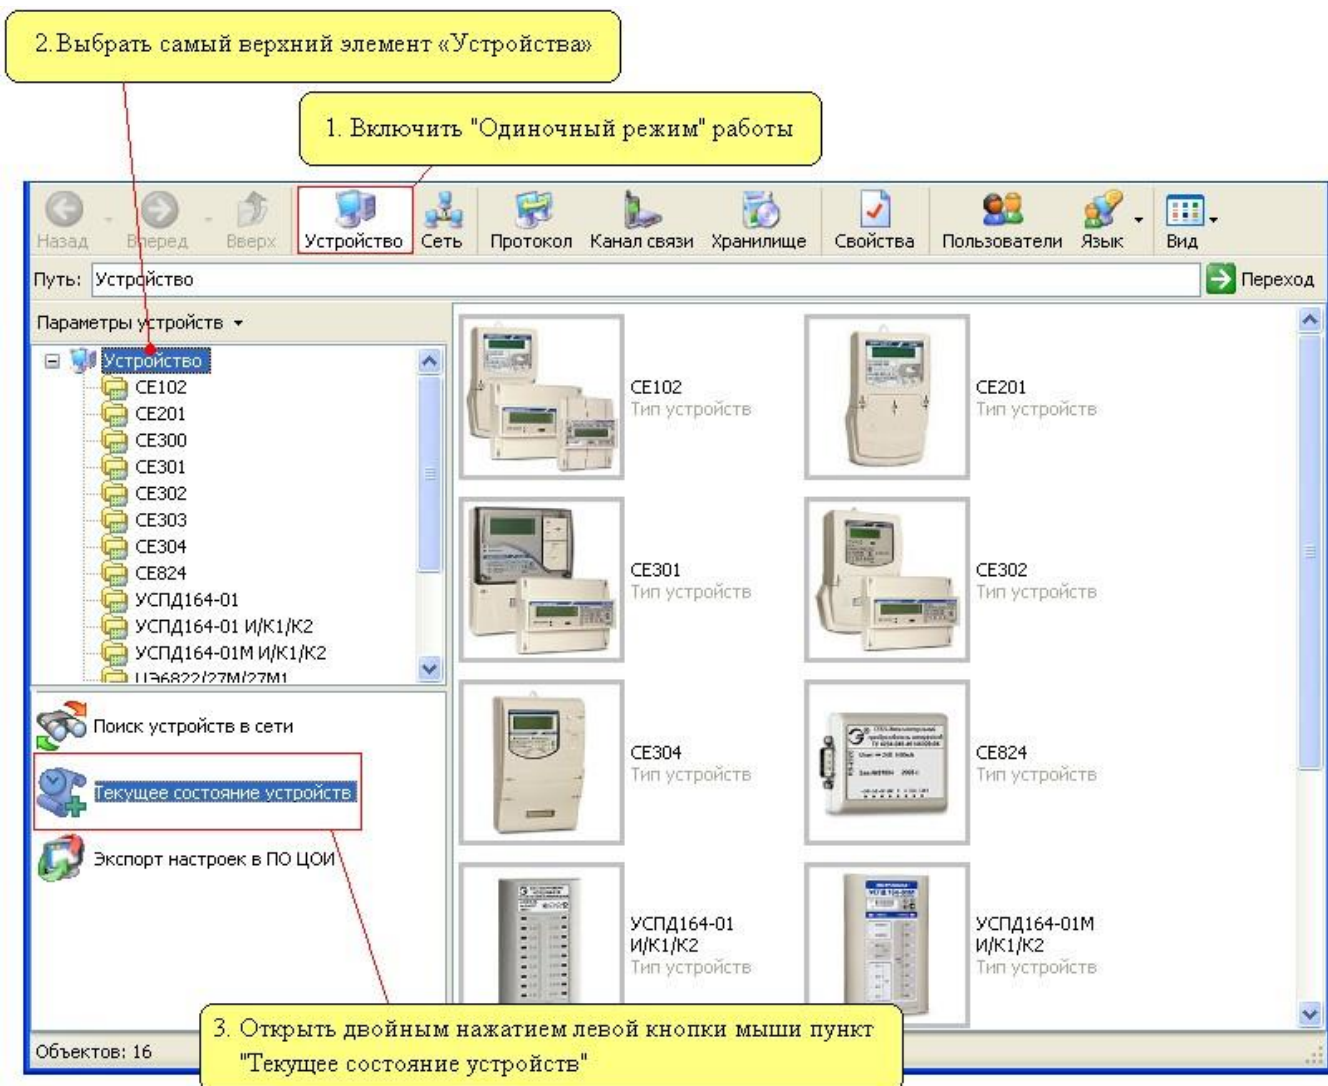 2. Выбрать самый верхний элемент «Устройства»
1. Включить "Одиночный режим" работы
Назад Вперед Вверх Устройство Сеть Протокол Канал связи Хранилище Свойства Пользователи Язык Вид
Путь: Устройство Переход
Параметры устройств
Устройство
CE102
CE201
CE300
CE301
CE302
CE303
CE304
CE824
УСПД164-01
УСПД164-01 И/К1/К2
УСПД164-01М И/К1/К2
ЦЭ6822/27М/27М1
Поиск устройств в сети
Текущее состояние устройств
Экспорт настроек в ПО ЦОИ
CE102
Тип устройств
CE201
Тип устройств
CE301
Тип устройств
CE302
Тип устройств
CE304
Тип устройств
CE824
Тип устройств
УСПД164-01
И/К1/К2
Тип устройств
УСПД164-01М
И/К1/К2
Тип устройств
3. Открыть двойным нажатием левой кнопки мыши пункт
"Текущее состояние устройств"
Объектов: 16